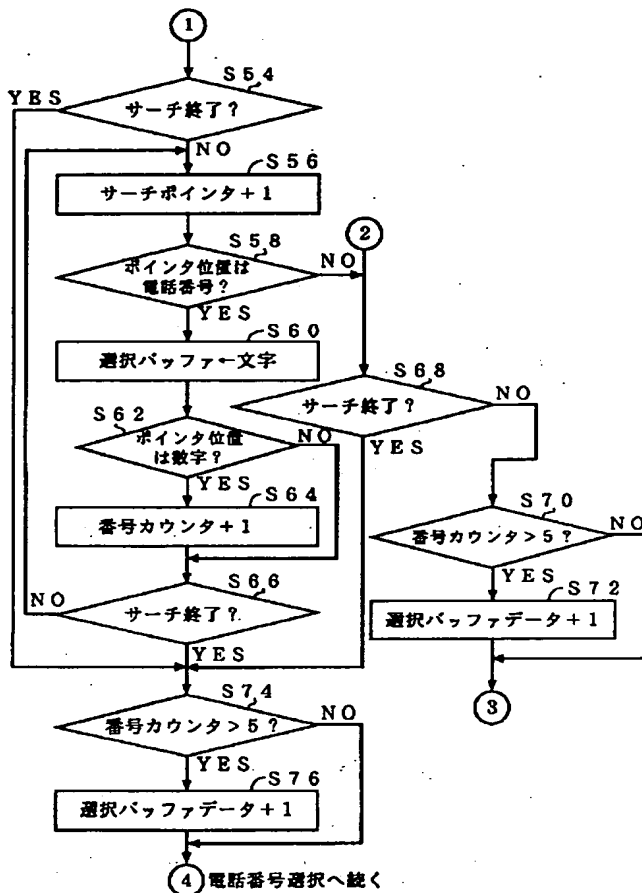 ①
S54
YES
サーチ終了？
NO
S56
サーチポインタ＋1
S58
ポインタ位置は
電話番号？
NO
YES
②
S60
選択バッファ←文字
S62
ポインタ位置
は数字？
NO
YES
S64
番号カウンタ＋1
S66
NO
サーチ終了？
YES
S68
サーチ終了？
NO
YES
S70
番号カウンタ＞5？
NO
YES
S72
選択バッファデータ＋1
③
S74
番号カウンタ＞5？
NO
YES
S76
選択バッファデータ＋1
④ 電話番号選択へ続く